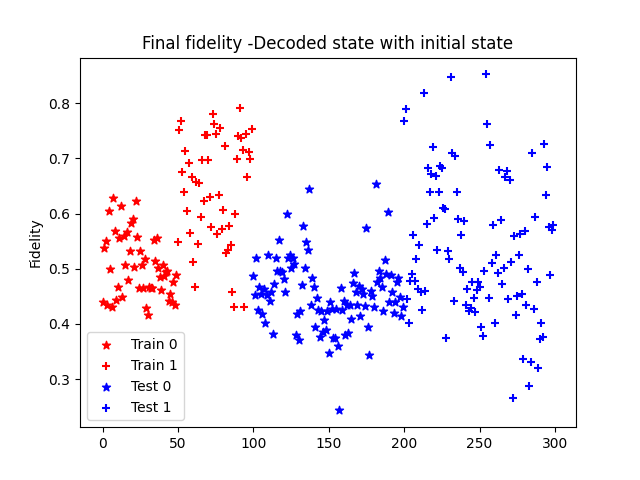 Final fidelity -Decoded state with initial state
Fidelity
0.8
0.7
0.6
0.5
0.4
0.3
Train 0
Train 1
Test 0
Test 1
0 50 100 150 200 250 300